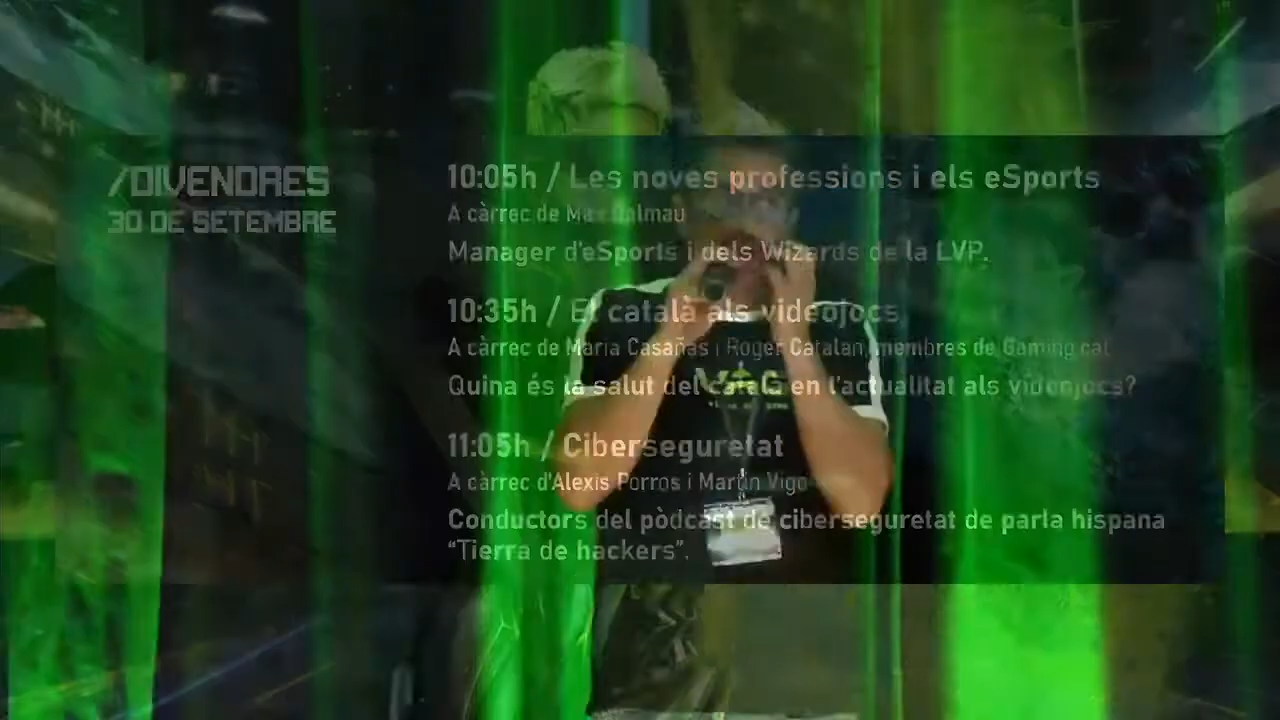 /DIVENDRES
30 DE SETEMBRE
10:05h / Les noves professions i els eSports
A càrrec de Max Dalmau
Manager d'eSports i dels Wizards de la LVP.
10:35h / El català als videojocs
A càrrec de Maria Casañas i Roger Catalan, membres de Gaming.cat
Quina és la salut del català en l'actualitat als videojocs?
11:05h / Ciberseguretat
A càrrec d'Alexis Porros i Martin Vigo
Conductors del pòdcast de ciberseguretat de parla hispana
“Tierra de hackers”.